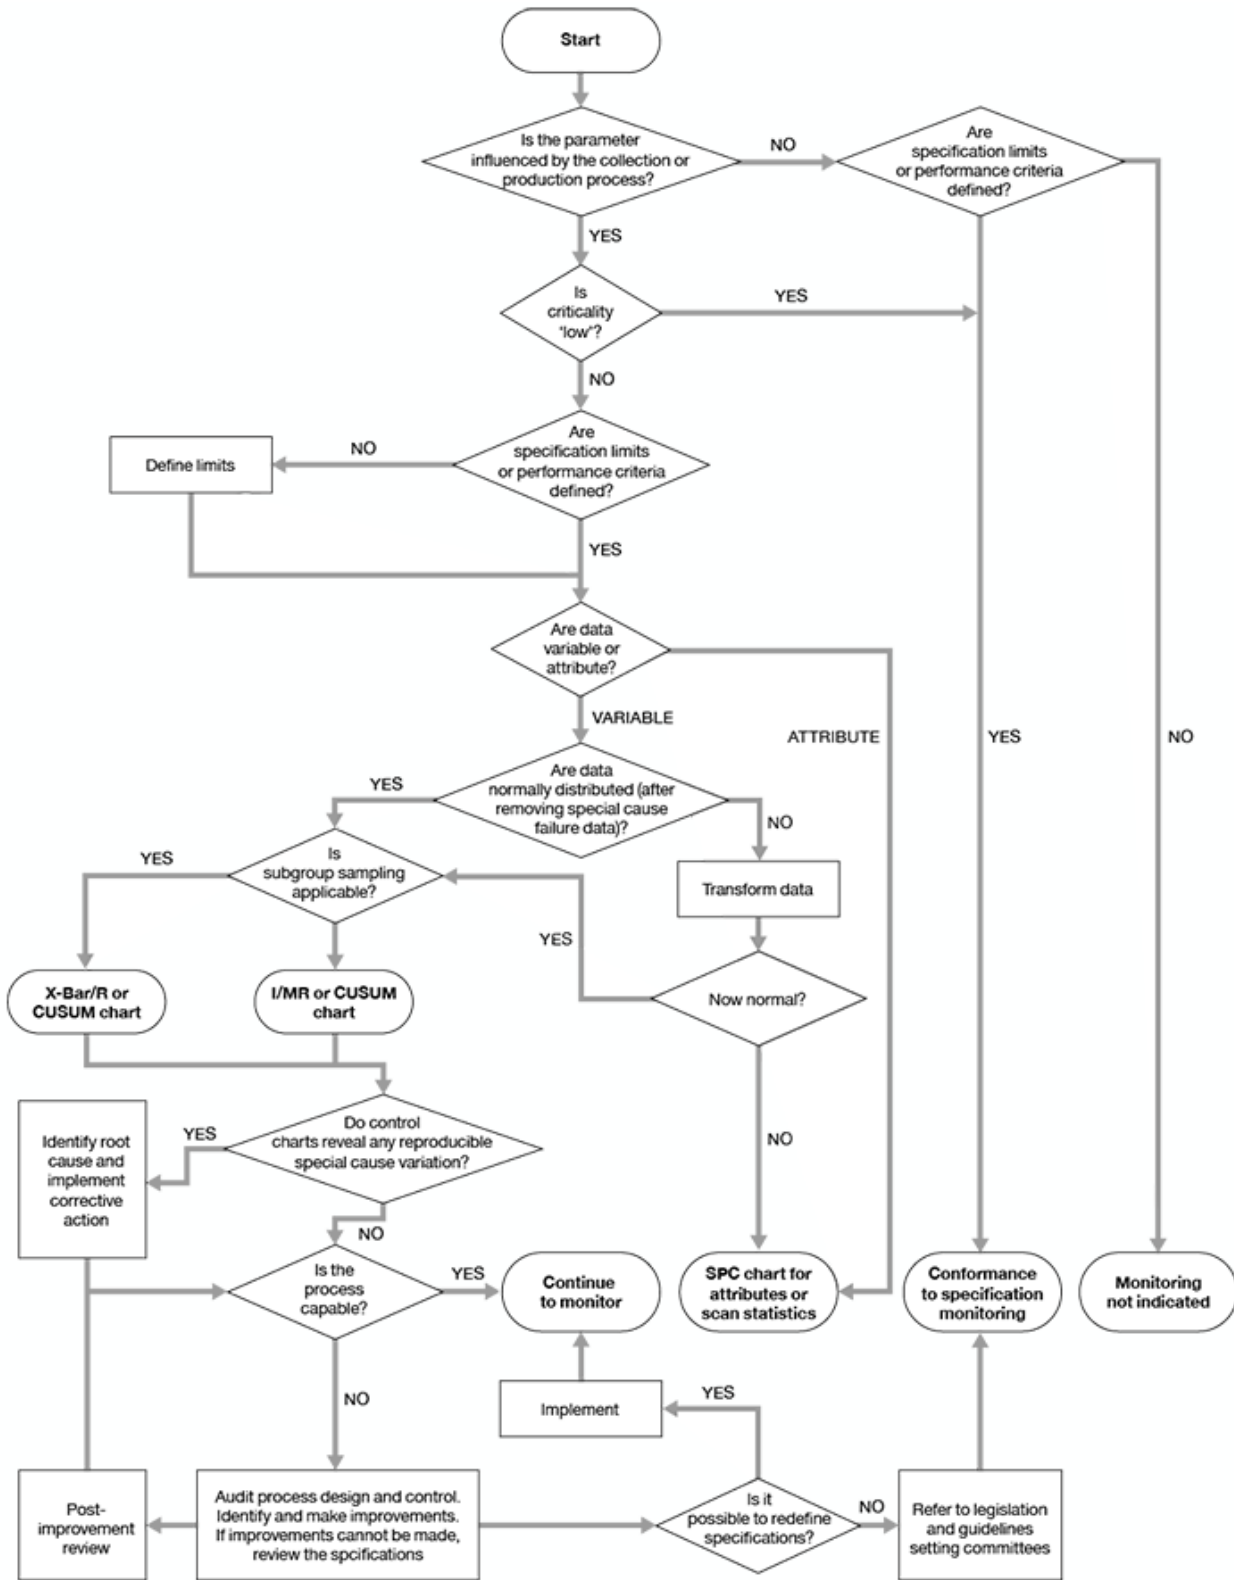 Start
Is the parameter
influenced by the collection or
production process?
NO
Are
specification limits
or performance criteria
defined?
YES
Is
criticality
"low"?
YES
NO
Are
specification limits
or performance criteria
defined?
NO
Define limits
YES
Are data
variable or
attribute?
VARIABLE
ATTRIBUTE
YES
NO
Are data
normally distributed (after
removing special cause
failure data)?
YES
NO
Is
subgroup sampling
applicable?
YES
Transform data
YES
Now normal?
X-Bar/R or
CUSUM chart
I/MR or CUSUM
chart
NO
Do control
charts reveal any reproducible
special cause variation?
YES
Identify root
cause and
implement
corrective
action
NO
Is the
process
capable?
YES
Continue
to monitor
SPC chart for
attributes or
scan statistics
Conformance
to specification
monitoring
Monitoring
not indicated
NO
Implement
YES
Post-
improvement
review
Audit process design and control.
Identify and make improvements.
If improvements cannot be made,
review the spcifications
Is it
possible to redefine
specifications?
NO
Refer to legislation
and guidelines
setting committees